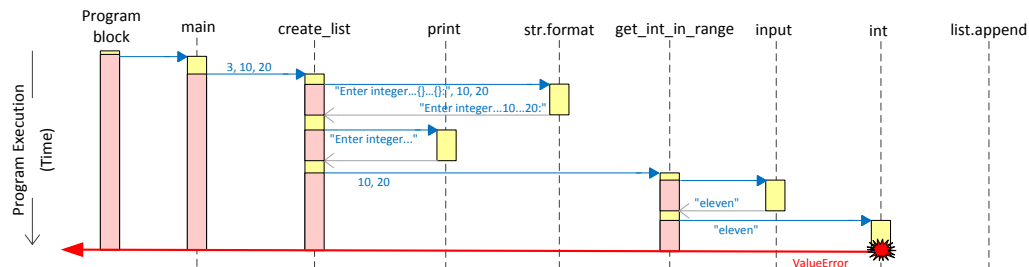 Program
block
main
create_list
print
str.format
get_int_in_range
input
int
list.append
Program Execution
(Time)
3, 10, 20
"Enter integer...{}...{}:", 10, 20
"Enter integer...10...20:"
"Enter integer..."
10, 20
"eleven"
"eleven"
ValueError